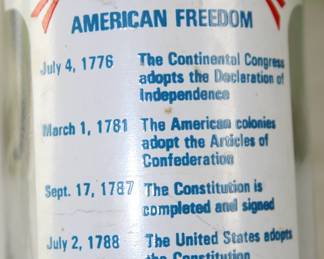 AMERICAN FREEDOM
July 4, 1776 The Continental Congress
adopts the Declaration of
Independence
March 1, 1781 The American colonies
adopt the Articles of
Confederation
Sept. 17, 1787 The Constitution is
completed and signed
July 2, 1788 The United States adopts
the Constitution